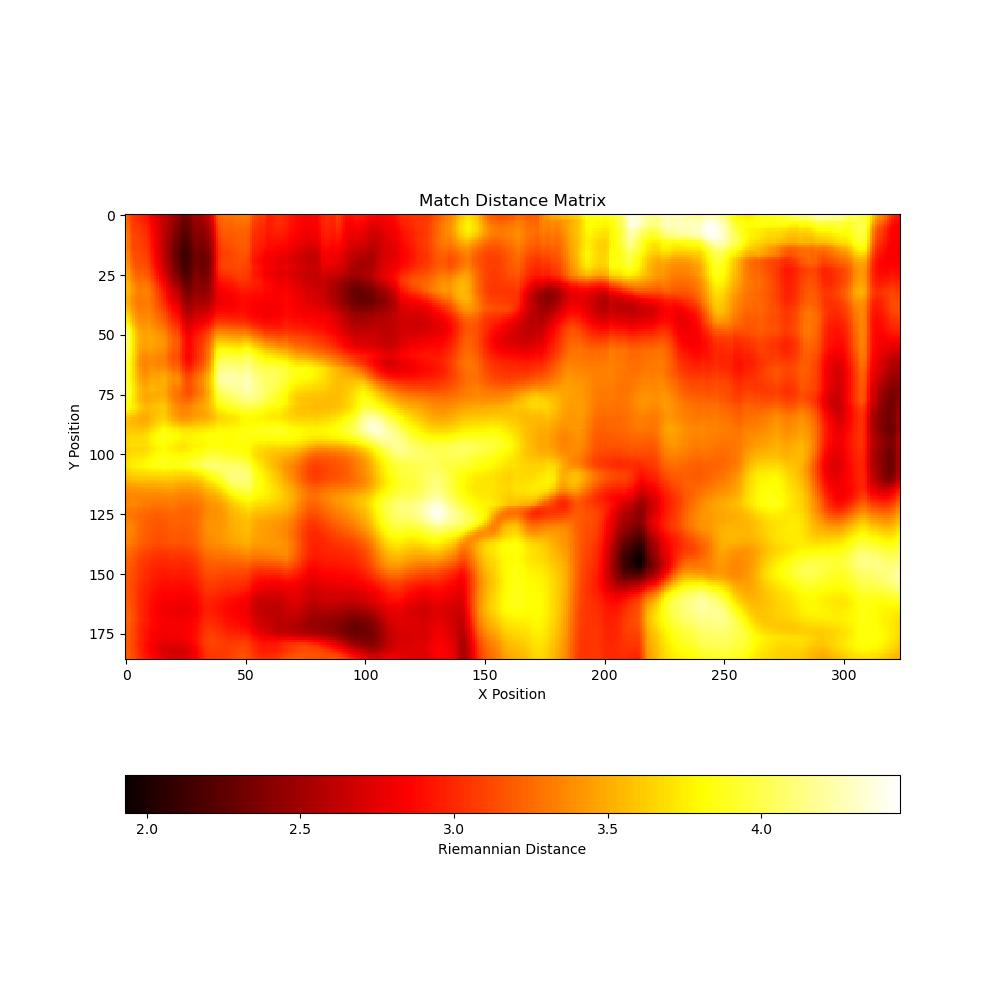 Match Distance Matrix
0
25
50
75
100
125
150
175
Y Position
0 50 100 150 200 250 300
X Position
2.0 2.5 3.0 3.5 4.0
Riemannian Distance